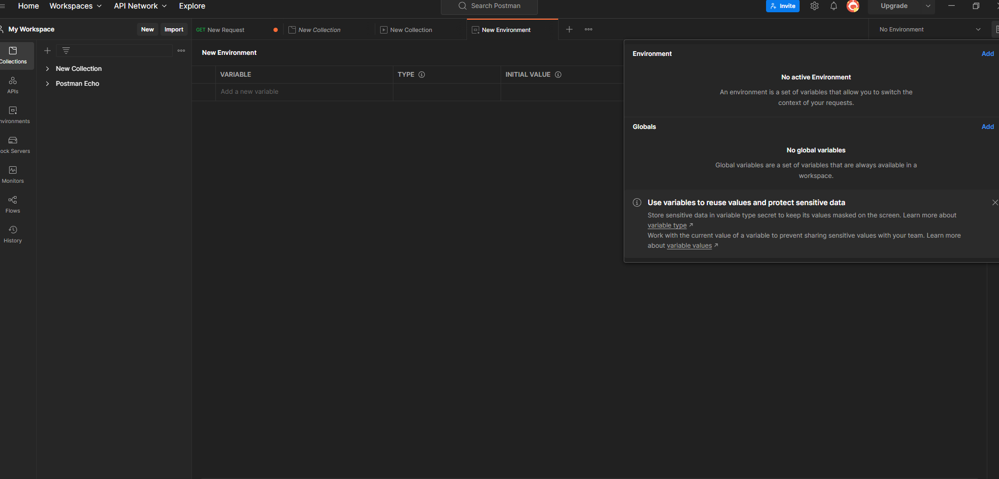 Home Workspaces API Network Explore Search Postman Invite Upgrade
My Workspace New Import GET New Request New Collection New Collection New Environment No Environment
Collections
APIs
nvironments
ock Servers
Monitors
Flows
History
New Collection
Postman Echo
New Environment
VARIABLE TYPE INITIAL VALUE
Add a new variable
Environment Add
No active Environment
An environment is a set of variables that allow you to switch the
context of your requests.
Globals Add
No global variables
Global variables are a set of variables that are always available in a
workspace.
Use variables to reuse values and protect sensitive data
Store sensitive data in variable type secret to keep its values masked on the screen. Learn more about
variable type ↗
Work with the current value of a variable to prevent sharing sensitive values with your team. Learn more
about variable values ↗